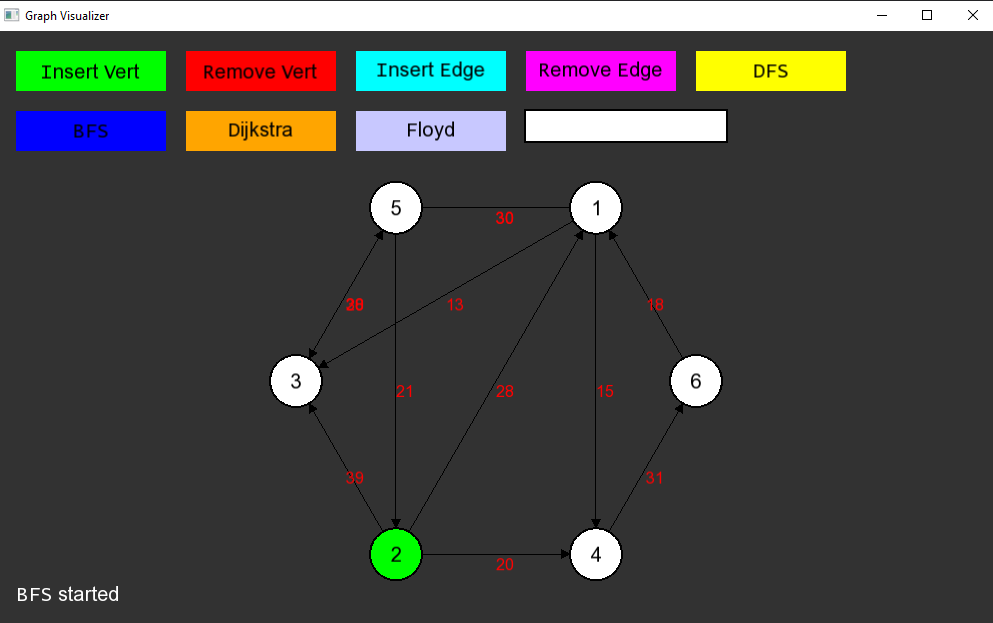 Graph Visualizer
Insert Vert Remove Vert Insert Edge Remove Edge DFS
BFS Dijkstra Floyd
5 1
30
13 18
3 6
21 28 15
39 31
2 4
20
BFS started